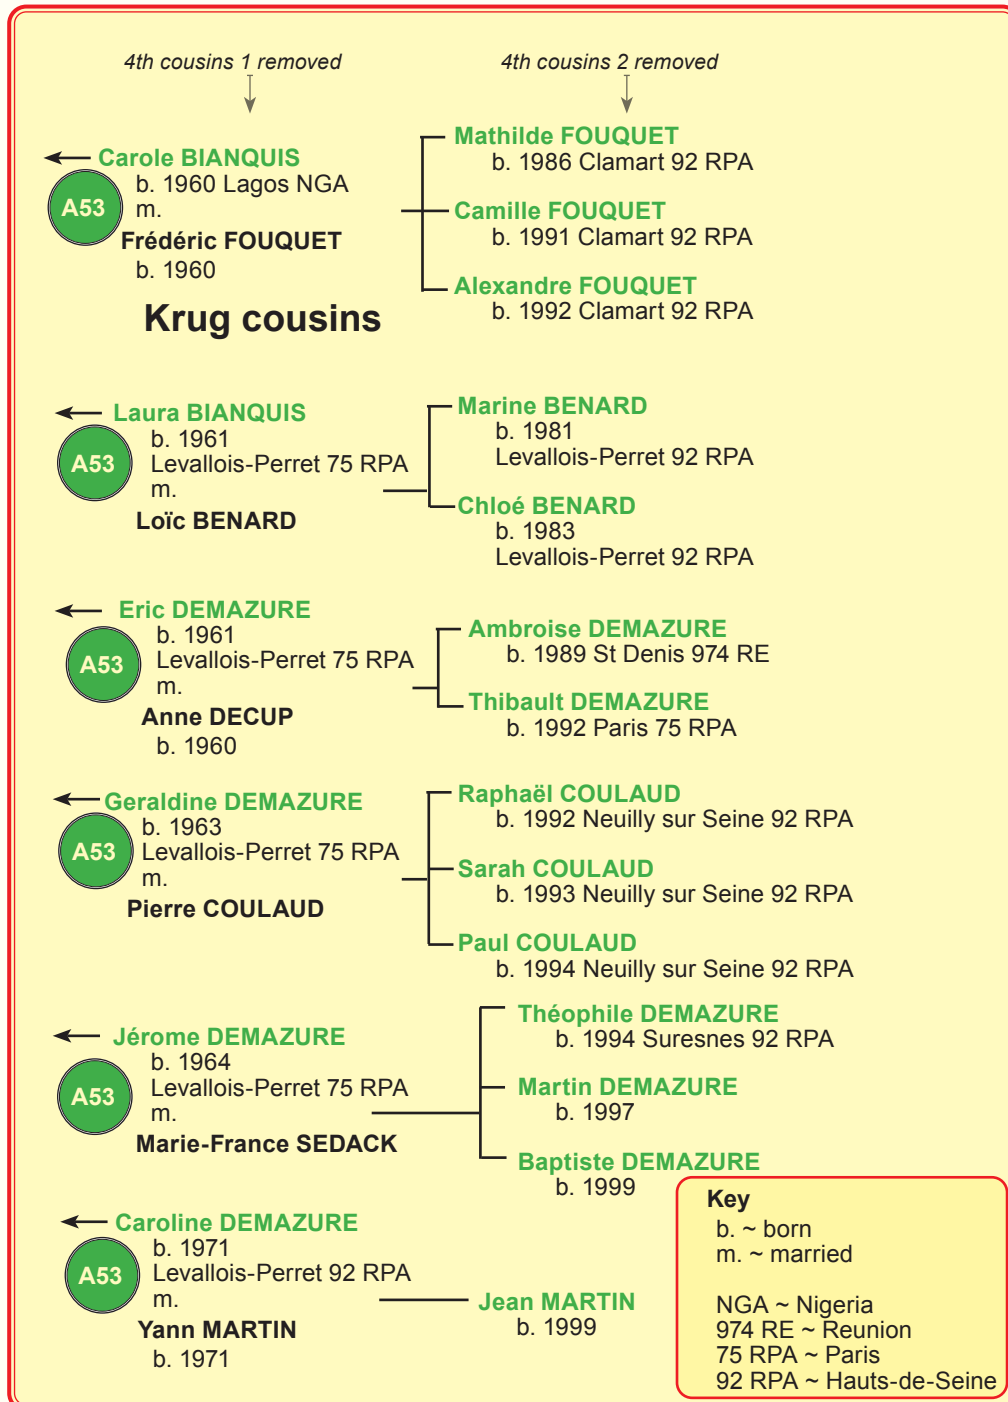 4th cousins 1 removed
4th cousins 2 removed
Carole BIANQUIS
b. 1960 Lagos NGA
m.
A53
Frédéric FOUQUET
b. 1960
Mathilde FOUQUET
b. 1986 Clamart 92 RPA
Camille FOUQUET
b. 1991 Clamart 92 RPA
Alexandre FOUQUET
b. 1992 Clamart 92 RPA
Krug cousins
Laura BIANQUIS
b. 1961
Levallois-Perret 75 RPA
A53
m.
Loïc BENARD
Marine BENARD
b. 1981
Levallois-Perret 92 RPA
Chloé BENARD
b. 1983
Levallois-Perret 92 RPA
Eric DEMAZURE
b. 1961
Levallois-Perret 75 RPA
A53
m.
Anne DECUP
b. 1960
Ambroise DEMAZURE
b. 1989 St Denis 974 RE
Thibault DEMAZURE
b. 1992 Paris 75 RPA
Geraldine DEMAZURE
b. 1963
Levallois-Perret 75 RPA
A53
m.
Pierre COULAUD
Raphaël COULAUD
b. 1992 Neuilly sur Seine 92 RPA
Sarah COULAUD
b. 1993 Neuilly sur Seine 92 RPA
Paul COULAUD
b. 1994 Neuilly sur Seine 92 RPA
Jérome DEMAZURE
b. 1964
Levallois-Perret 75 RPA
A53
m.
Marie-France SEDACK
Théophile DEMAZURE
b. 1994 Suresnes 92 RPA
Martin DEMAZURE
b. 1997
Baptiste DEMAZURE
b. 1999
Caroline DEMAZURE
b. 1971
Levallois-Perret 92 RPA
A53
m.
Yann MARTIN
b. 1971
Jean MARTIN
b. 1999
Key
b. ~ born
m. ~ married
NGA ~ Nigeria
974 RE ~ Reunion
75 RPA ~ Paris
92 RPA ~ Hauts-de-Seine